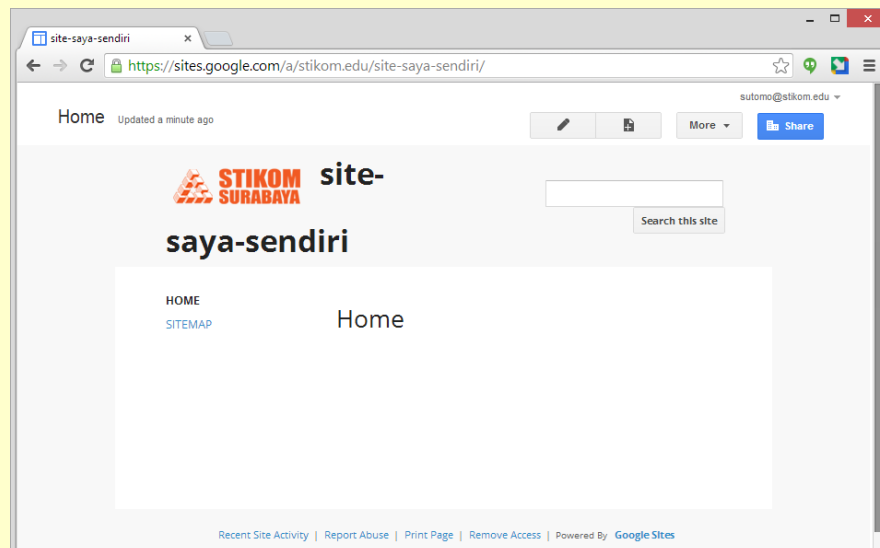 site-saya-sendiri
https://sites.google.com/a/stikom.edu/site-saya-sendiri/
sutomo@stikom.edu
Home Updated a minute ago
More
Share
STIKOM
SURABAYA
site-
saya-sendiri
Search this site
HOME
SITEMAP
Home
Recent Site Activity | Report Abuse | Print Page | Remove Access | Powered By Google Sites